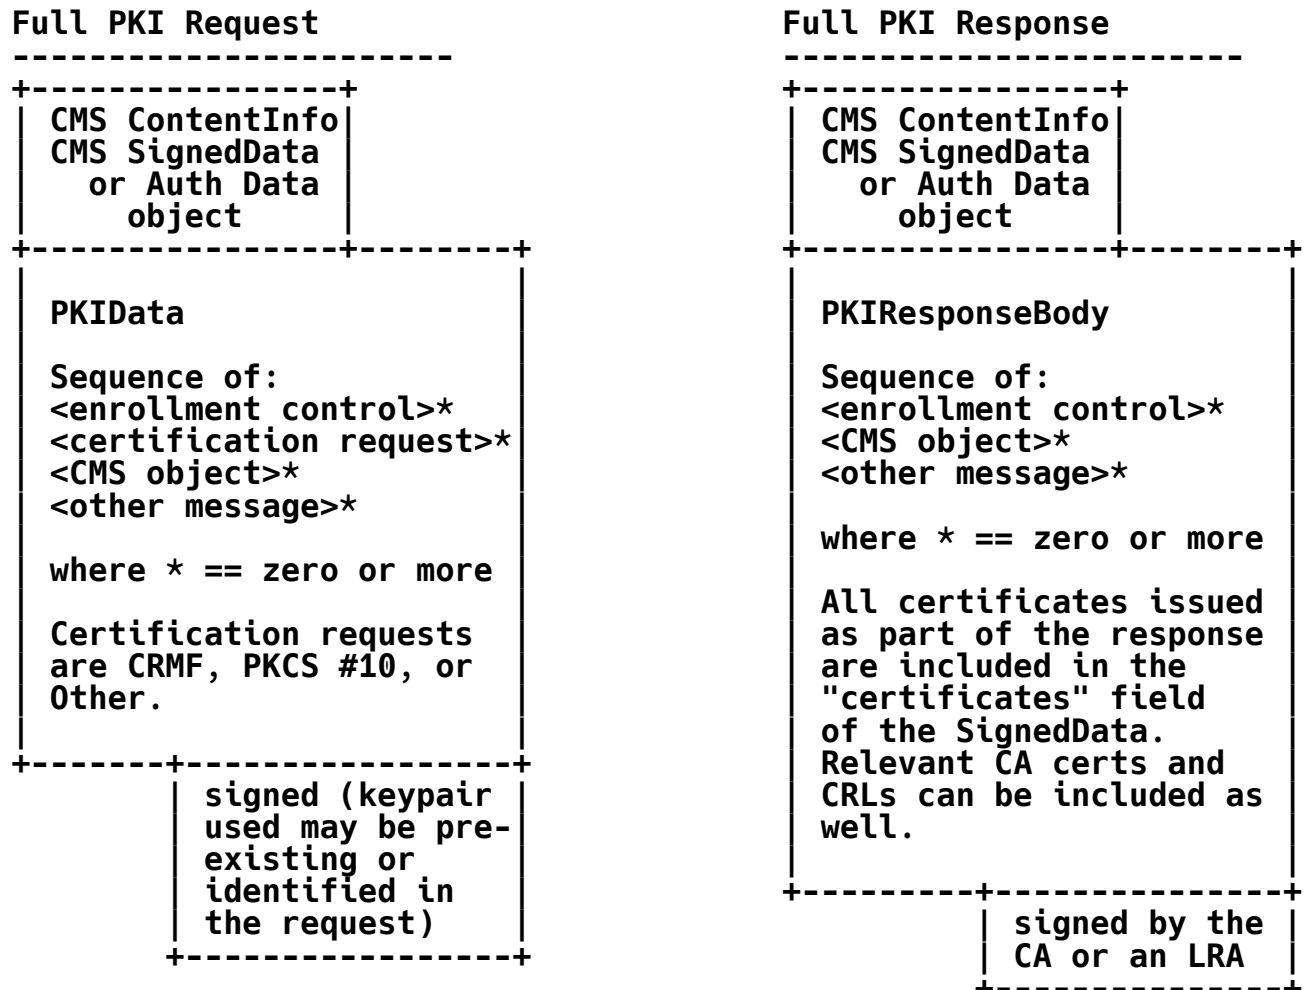 Full PKI Request
-----------------------
+----------------+
| CMS ContentInfo|
| CMS SignedData |
|   or Auth Data |
|     object     |
+----------------+--------+
|                         |
| PKIData                 |
|                         |
| Sequence of:            |
| <enrollment control>*   |
| <certification request>*|
| <CMS object>*           |
| <other message>*        |
|                         |
| where * == zero or more |
|                         |
| Certification requests  |
| are CRMF, PKCS #10, or  |
| Other.                  |
|                         |
+-------+-----------------+
        | signed (keypair |
        | used may be pre-|
        | existing or     |
        | identified in   |
        | the request)    |
        +-----------------+
Full PKI Response
------------------------
+----------------+
| CMS ContentInfo|
| CMS SignedData |
|   or Auth Data |
|     object     |
+----------------+--------+
|                         |
| PKIResponseBody         |
|                         |
| Sequence of:            |
| <enrollment control>*   |
| <CMS object>*           |
| <other message>*        |
|                         |
| where * == zero or more |
|                         |
| All certificates issued |
| as part of the response |
| are included in the     |
| "certificates" field    |
| of the SignedData.      |
| Relevant CA certs and   |
| CRLs can be included as |
| well.                   |
|                         |
+---------+---------------+
          | signed by the |
          | CA or an LRA  |
          +---------------+